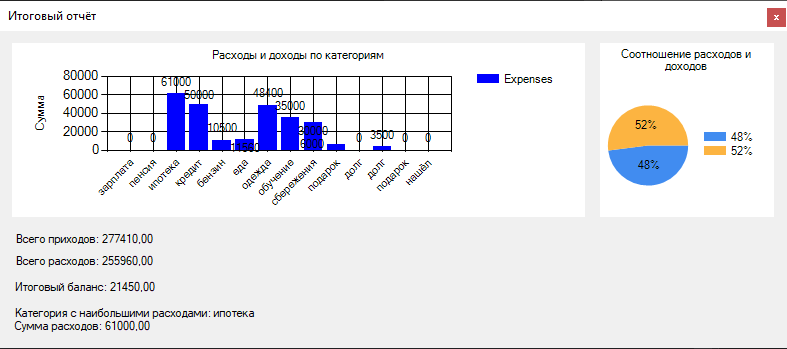 Итоговый отчёт
x
Расходы и доходы по категориям
Сумма
80000
60000
40000
20000
0
0
0
61000
50000
10500
48400
35000
30000
6000
0
3500
0
0
зарплата
пенсия
ипотека
кредит
бензин
еда
одежда
обучение
сбережения
подарок
долг
долг
подарок
нашёл
Expenses
Соотношение расходов и
доходов
52%
48%
48%
52%
Всего приходов: 277410,00
Всего расходов: 255960,00
Итоговый баланс: 21450,00
Категория с наибольшими расходами: ипотека
Сумма расходов: 61000,00